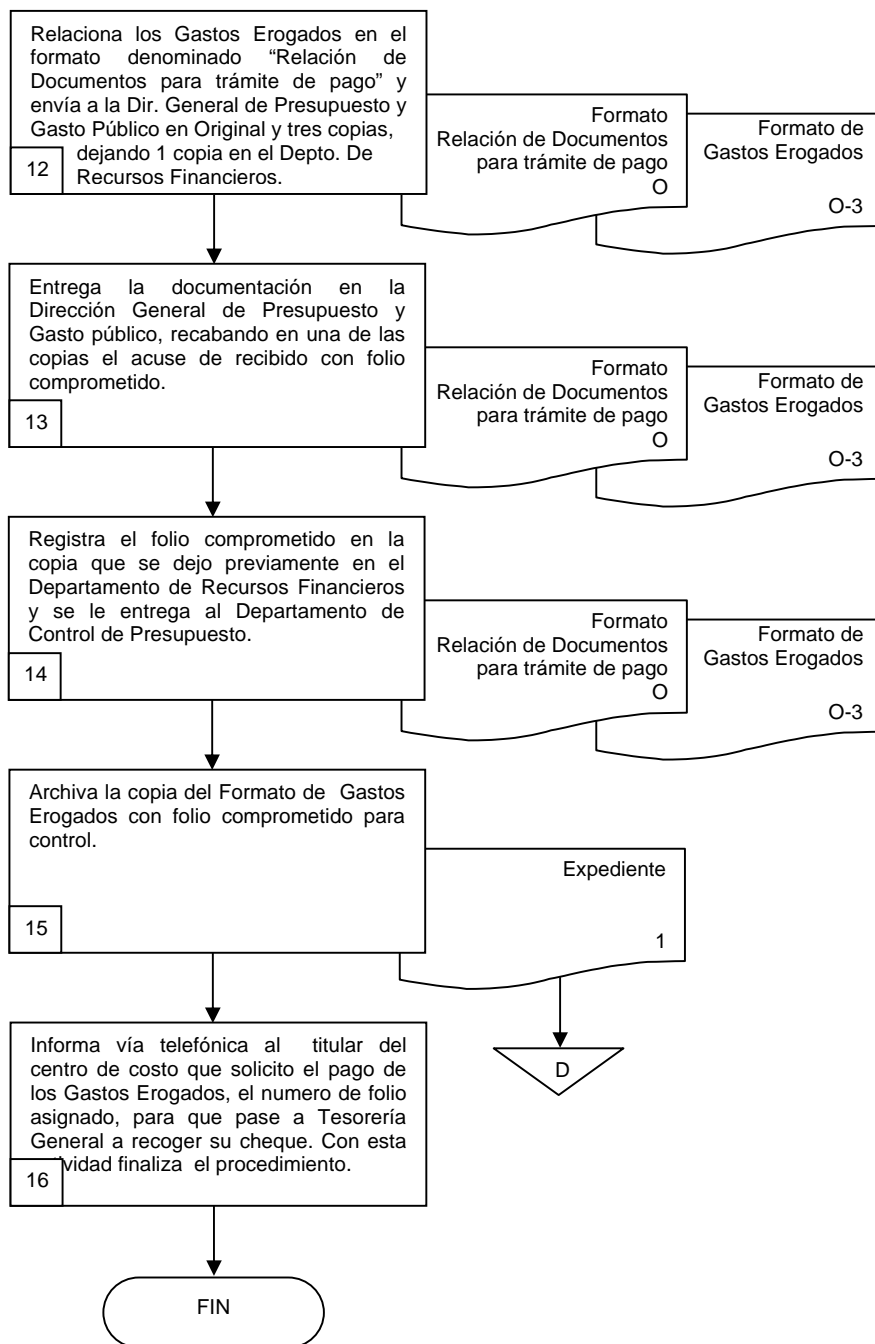 Relaciona los Gastos Erogados en el
formato denominado “Relación de
Documentos para trámite de pago” y
envía a la Dir. General de Presupuesto y
Gasto Público en Original y tres copias,
dejando 1 copia en el Depto. De
Recursos Financieros.
12
Formato
Relación de Documentos
para trámite de pago
O
Formato de
Gastos Erogados
O-3
Entrega la documentación en la
Dirección General de Presupuesto y
Gasto público, recabando en una de las
copias el acuse de recibido con folio
comprometido.
13
Formato
Relación de Documentos
para trámite de pago
O
Formato de
Gastos Erogados
O-3
Registra el folio comprometido en la
copia que se dejo previamente en el
Departamento de Recursos Financieros
y se le entrega al Departamento de
Control de Presupuesto.
14
Formato
Relación de Documentos
para trámite de pago
O
Formato de
Gastos Erogados
O-3
Archiva la copia del Formato de Gastos
Erogados con folio comprometido para
control.
15
Expediente
1
D
Informa vía telefónica al titular del
centro de costo que solicito el pago de
los Gastos Erogados, el numero de folio
asignado, para que pase a Tesorería
General a recoger su cheque. Con esta
tividad finaliza el procedimiento.
16
FIN